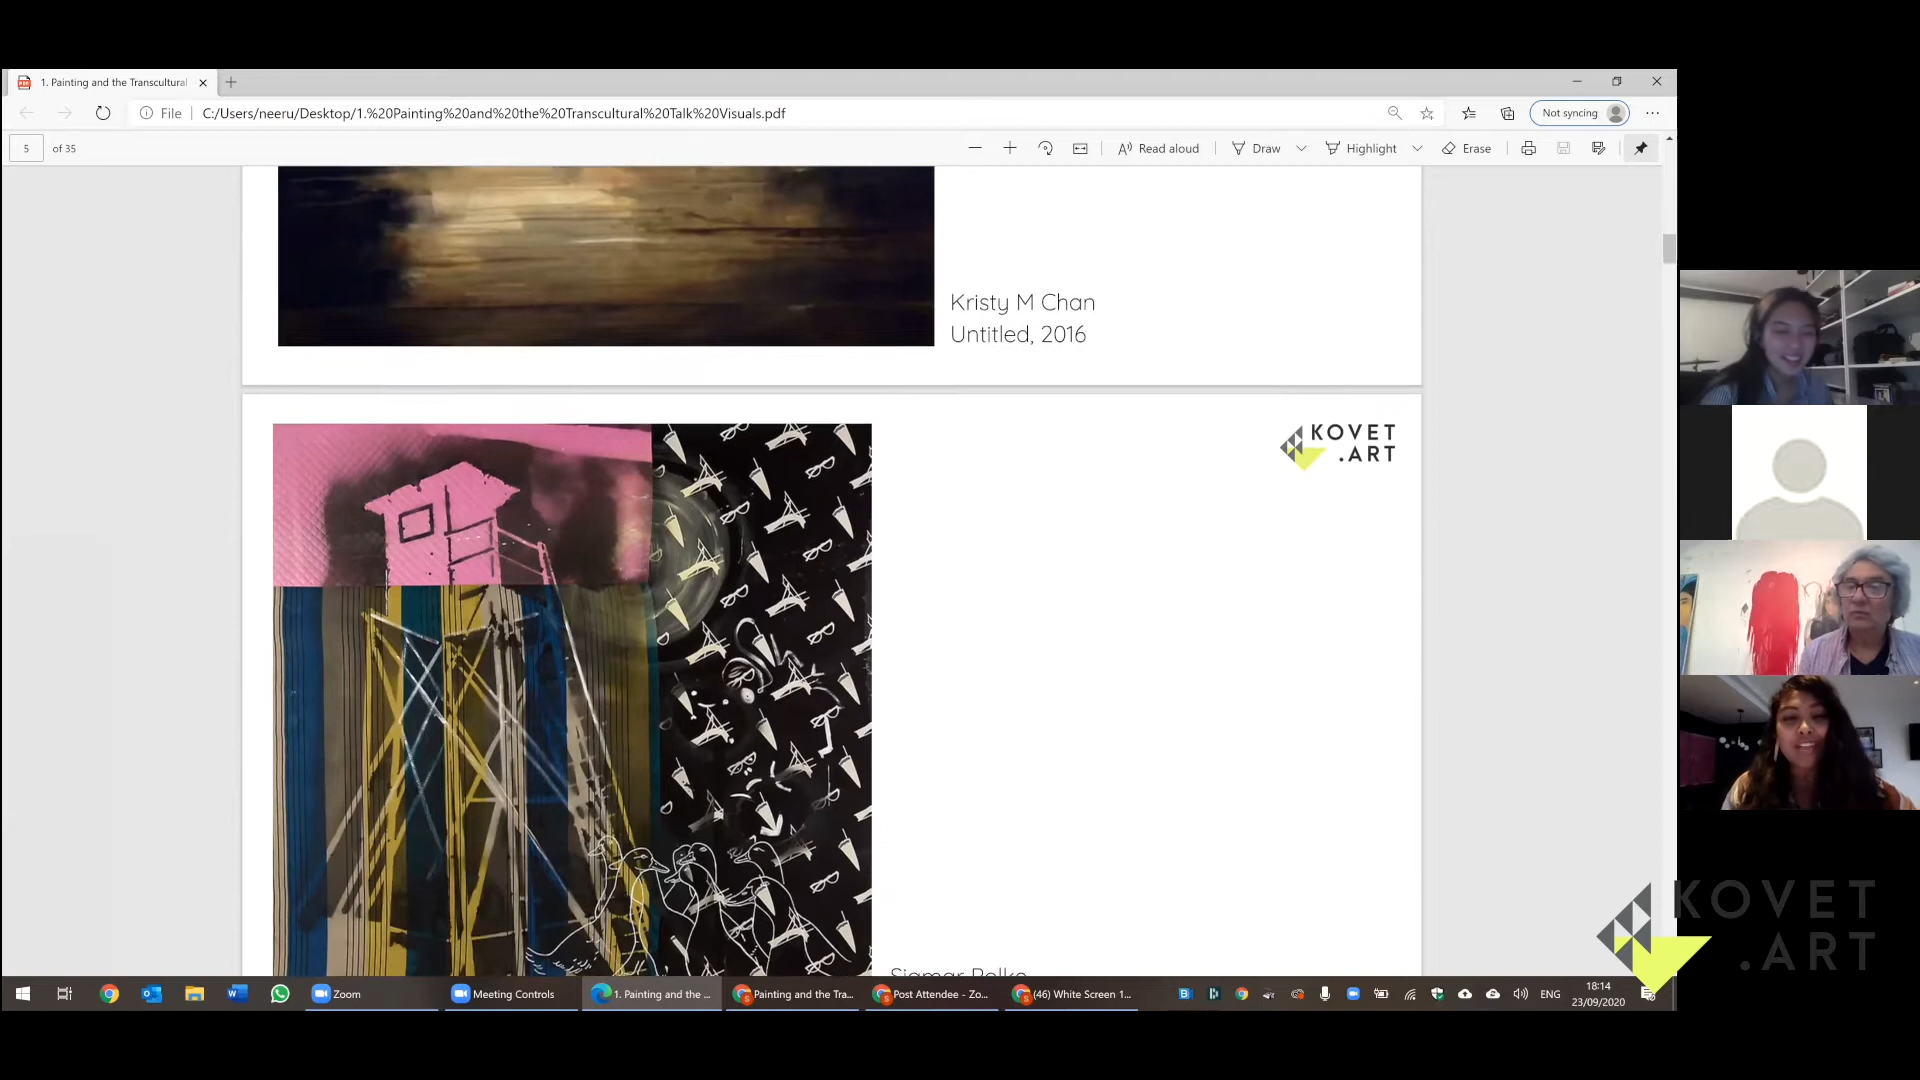 1. Painting and the Transcultural
File
C:/Users/neeru/Desktop/1.%20Painting%20and%20the%20Transcultural%20Talk%20Visuals.pdf
Not syncing
5 of 35
Read aloud
Draw
Highlight
Erase
Kristy M Chan
Untitled, 2016
KOVET
.ART
Sigmar Polke
KOVET
.ART
Zoom
Meeting Controls
1. Painting and the ...
Painting and the Tra...
Post Attendee - Zo...
(46) White Screen 1...
ENG
18:14
23/09/2020